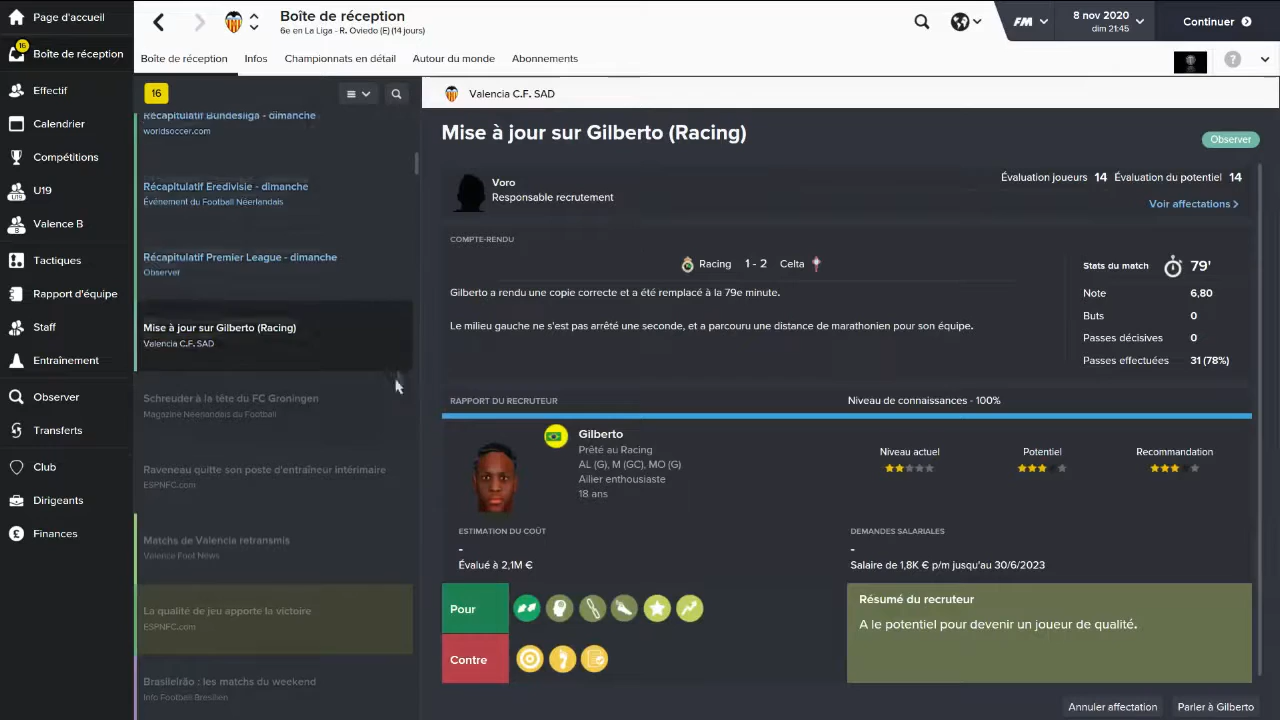 Page d'accueil
16
Boîte de réception
Effectif
Calendrier
Compétitions
U19
U19
Valence B
Tactiques
Rapport d'équipe
Staff
Entraînement
Observer
Transferts
Club
Dirigeants
Finances
Boîte de réception
6e en La Liga - R. Oviedo (E) (14 jours)
FM
8 nov 2020
dim 21:45
Continuer
Boîte de réception
Infos
Championnats en détail
Autour du monde
Abonnements
?
16
Récapitulatif Bundesliga - dimanche
worldsoccer.com
Récapitulatif Eredivisie - dimanche
Événement du Football Néerlandais
Récapitulatif Premier League - dimanche
Observer
Mise à jour sur Gilberto (Racing)
Valencia C.F. SAD
Schreuder à la tête du FC Groningen
Magazine Néerlandais du Football
Raveneau quitte son poste d'entraîneur intérimaire
ESPNFC.com
Matchs de Valencia retransmis
Valence Foot News
La qualité de jeu apporte la victoire
ESPNFC.com
Brasileirão : les matchs du weekend
Info Football Bresilien
Valencia C.F. SAD
Mise à jour sur Gilberto (Racing)
Observer
Voro
Responsable recrutement
Évaluation joueurs 14 Évaluation du potentiel 14
Voir affectations >
COMPTE-RENDU
Racing 1 - 2 Celta
Gilberto a rendu une copie correcte et a été remplacé à la 79e minute.
Le milieu gauche ne s'est pas arrêté une seconde, et a parcouru une distance de marathonien pour son équipe.
Stats du match 79'
Note 6,80
Buts 0
Passes décisives 0
Passes effectuées 31 (78%)
RAPPORT DU RECRUTEUR
Niveau de connaissances - 100%
Gilberto
Prêté au Racing
AL (G), M (GC), MO (G)
Ailier enthousiaste
18 ans
Niveau actuel
Potentiel
Recommandation
ESTIMATION DU COÛT
-
Évalué à 2,1M €
DEMANDES SALARIALES
-
Salaire de 1,8K € p/m jusqu'au 30/6/2023
Pour
Contre
Résumé du recruteur
A le potentiel pour devenir un joueur de qualité.
Annuler affectation
Parler à Gilberto